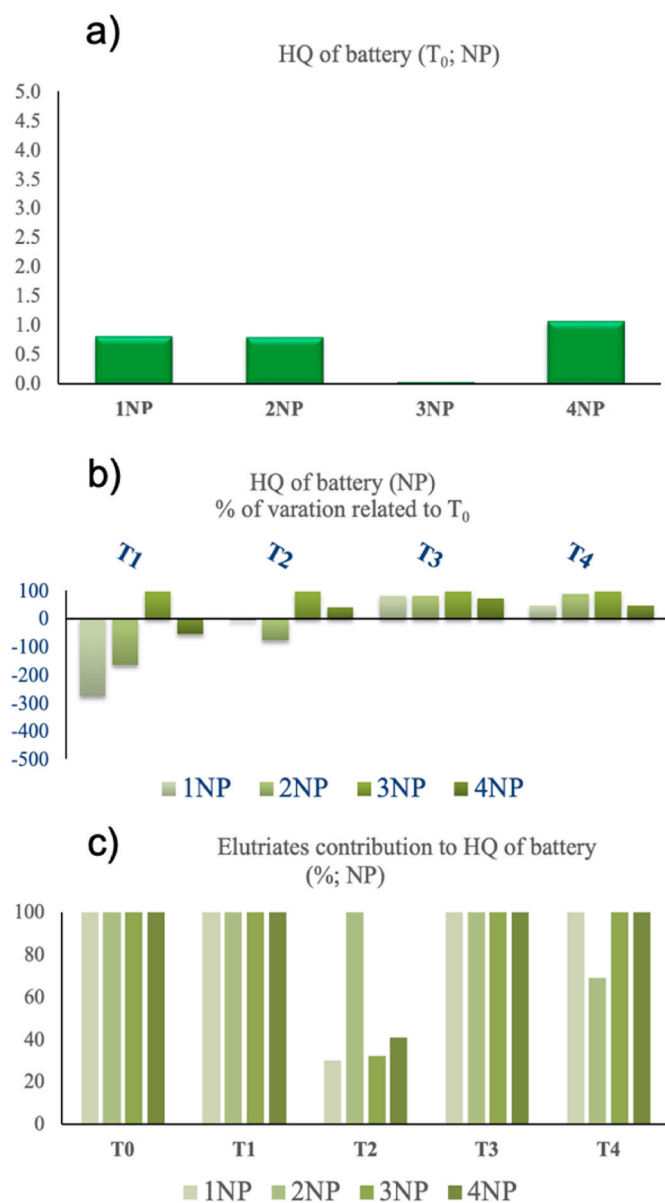 a)
HQ of battery (T₀; NP)
5.0
4.5
4.0
3.5
3.0
2.5
2.0
1.5
1.0
0.5
0.0
1NP 2NP 3NP 4NP
b)
HQ of battery (NP)
% of varation related to T₀
T1 T2 T3 T4
100
0
-100
-200
-300
-400
-500
1NP 2NP 3NP 4NP
c)
Elutriates contribution to HQ of battery
(%; NP)
100
80
60
40
20
0
T0 T1 T2 T3 T4
1NP 2NP 3NP 4NP